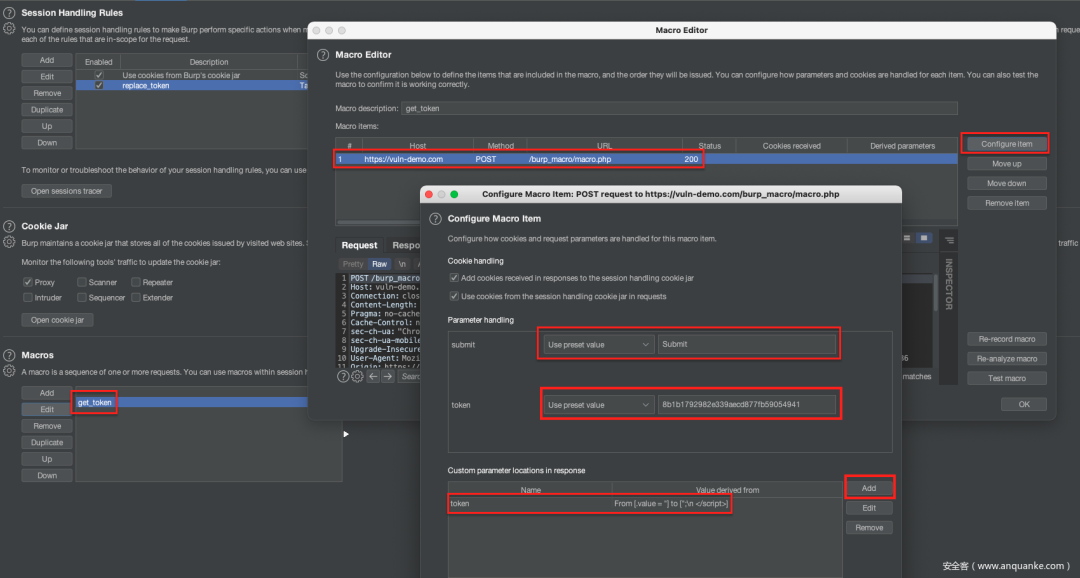 Session Handling Rules
You can define session handling rules to make Burp perform specific actions when
each of the rules that are in-scope for the request.
Add
Edit
Remove
Duplicate
Up
Down
Enabled
Description
Use cookies from Burp's cookie jar
replace_token
To monitor or troubleshoot the behavior of your session handling rules, you can use
Open sessions tracer
Cookie Jar
Burp maintains a cookie jar that stores all of the cookies issued by visited web sites.
Monitor the following tools' traffic to update the cookie jar:
Proxy
Scanner
Repeater
Intruder
Sequencer
Extender
Open cookie jar
Macros
A macro is a sequence of one or more requests. You can use macros within session
Add
Edit
Remove
Duplicate
Up
Down
get_token
Macro Editor
Macro Editor
Use the configuration below to define the items that are included in the macro, and the order they will be issued. You can configure how parameters and cookies are handled for each item. You can also test the
macro to confirm it is working correctly.
Macro description:
get_token
Macro items:
# Host Method URL Status Cookies received Derived parameters
1 https://vuln-demo.com POST /burp_macro/macro.php 200
Configure item
Move up
Move down
Remove item
Request
Respo
Pretty
Raw
\n
1 POST /burp_macro
2 Host: vuln-demo.
3 Connection: clos
4 Content-Length:
5 Pragma: no-cache
6 Cache-Control: n
7 sec-ch-ua: "Chro
8 sec-ch-ua-mobile
9 Upgrade-Insecure
10 User-Agent: Mozi
11 Origin: https://
Sear
INSPECTOR
matches
Re-record macro
Re-analyze macro
Test macro
OK
Configure Macro Item: POST request to https://vuln-demo.com/burp_macro/macro.php
Configure Macro Item
Configure how cookies and request parameters are handled for this macro item.
Cookie handling
Add cookies received in responses to the session handling cookie jar
Use cookies from the session handling cookie jar in requests
Parameter handling
submit
Use preset value
Submit
token
Use preset value
8b1b1792982e339aecd877fb59054941
Custom parameter locations in response
Name
Value derived from
token
From [.value = "] to [";\n </script>]
Add
Edit
Remove
reque
traffic
安全客（www.anquanke.com）